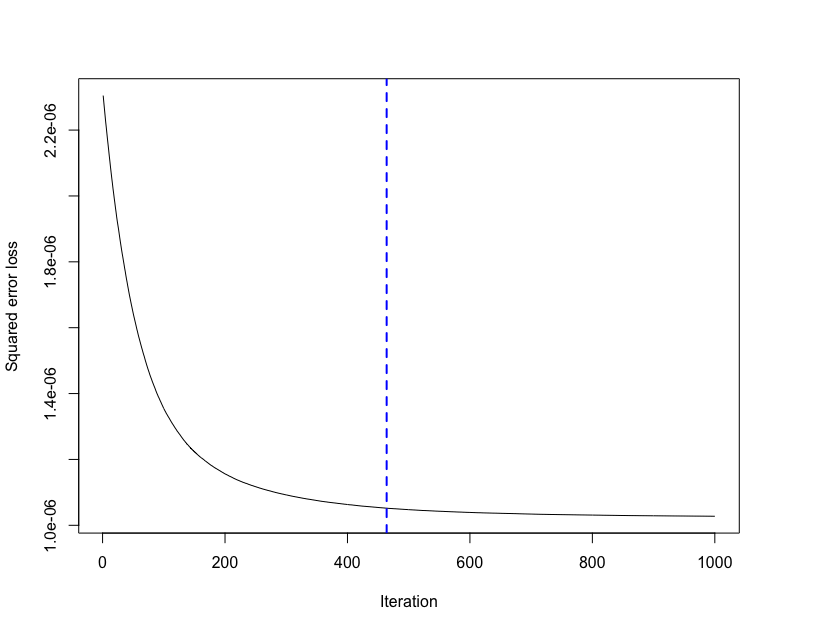 2.2e-06
1.8e-06
1.4e-06
1.0e-06
Squared error loss
0 200 400 600 800 1000
Iteration